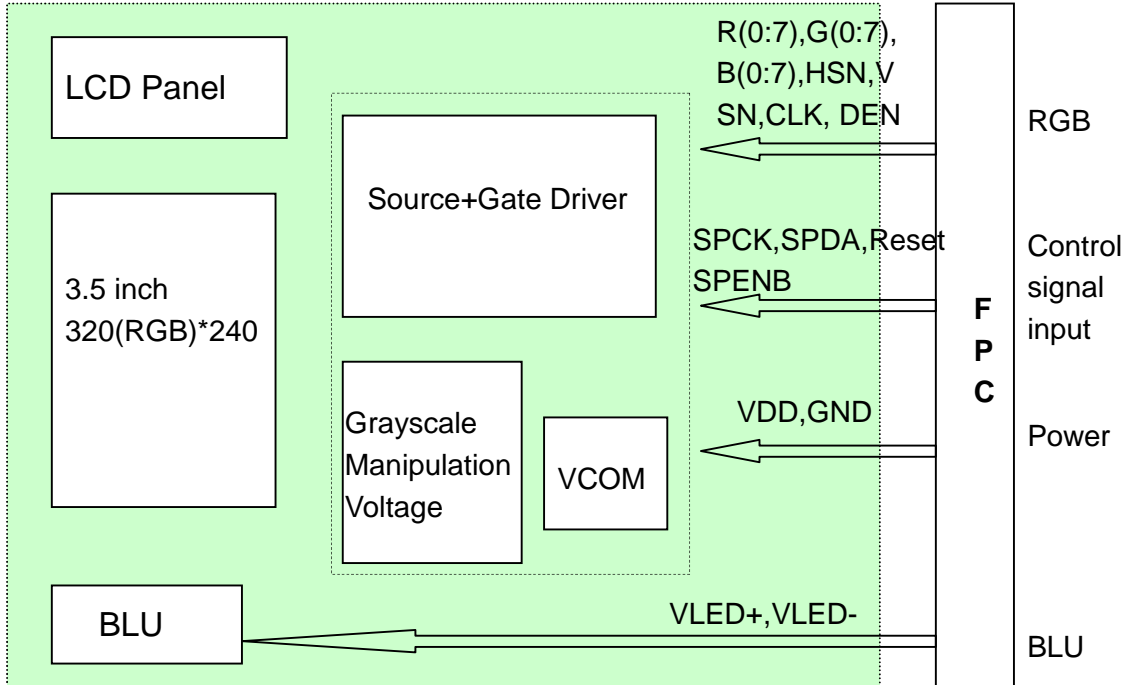 LCD Panel
3.5 inch
320(RGB)*240
BLU
Source+Gate Driver
Grayscale
Manipulation
Voltage
VCOM
R(0:7),G(0:7),
B(0:7),HSN,V
SN,CLK, DEN
SPCK,SPDA,Reset
SPENB
VDD,GND
VLED+,VLED-
F
P
C
RGB
Control
signal
input
Power
BLU